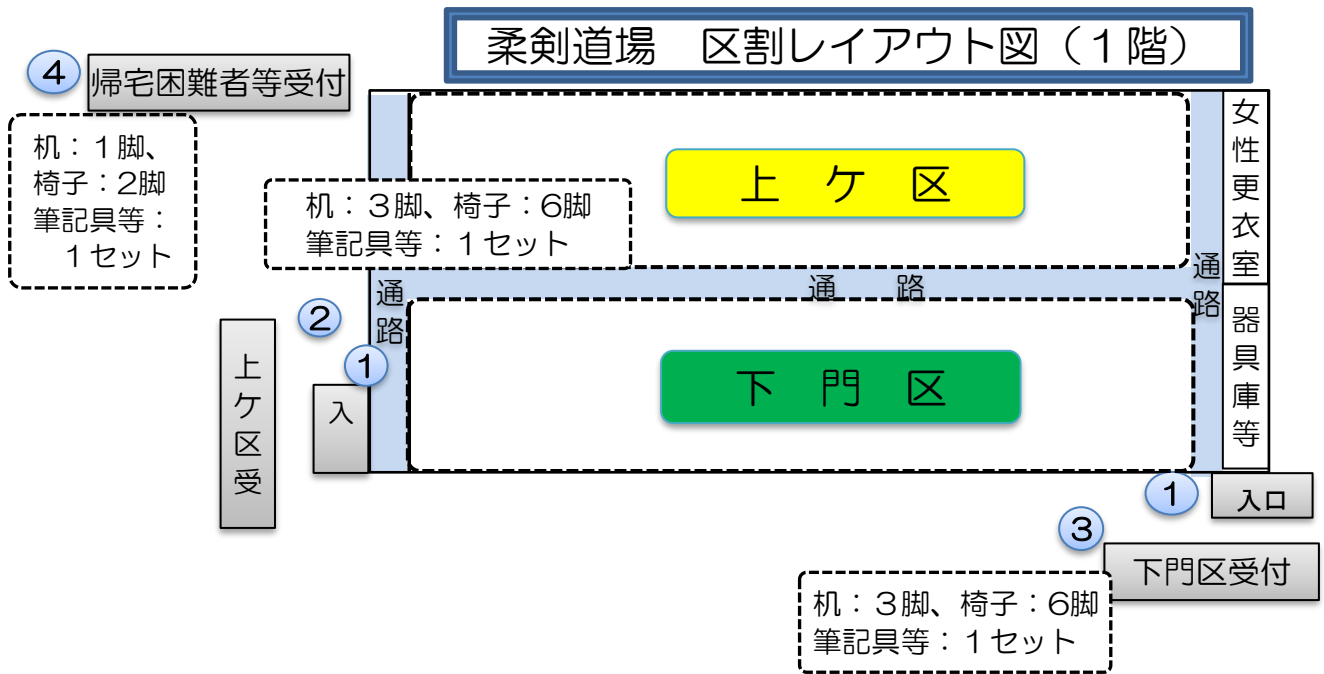 柔剣道場　区割レイアウト図（１階）
④
帰宅困難者等受付
机：１脚、
椅子：２脚
筆記具等：
１セット
机：３脚、椅子：６脚
筆記具等：１セット
上　ケ　区
女性更衣室
通路
通　路
通路
②
①
上ケ区受
入
下　門　区
器具庫等
①
入口
③
下門区受付
机：３脚、椅子：６脚
筆記具等：１セット